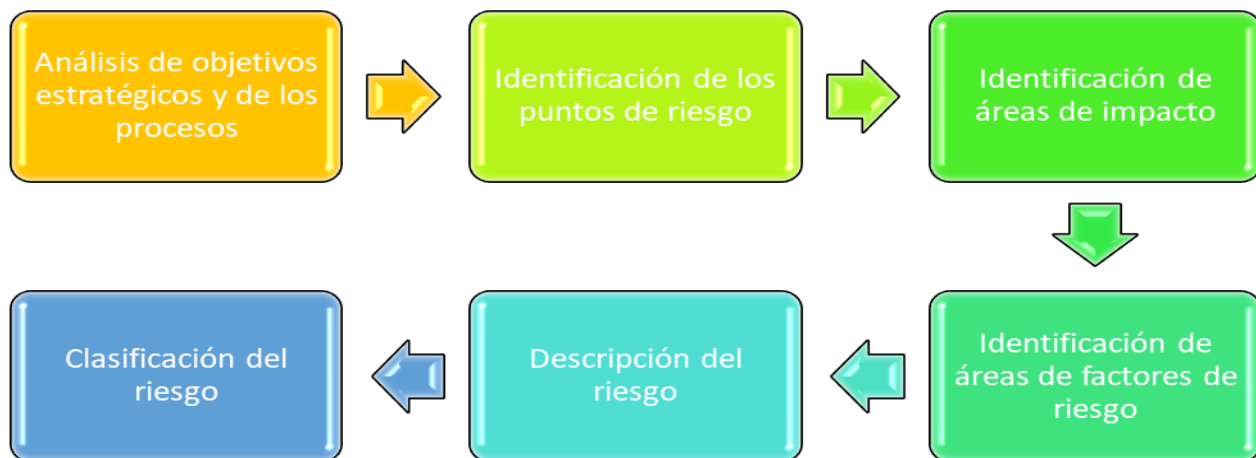 Análisis de objetivos
estratégicos y de los
procesos
Identificación de los
puntos de riesgo
Identificación de
áreas de impacto
Identificación de
áreas de factores de
riesgo
Descripción del
riesgo
Clasificación del
riesgo